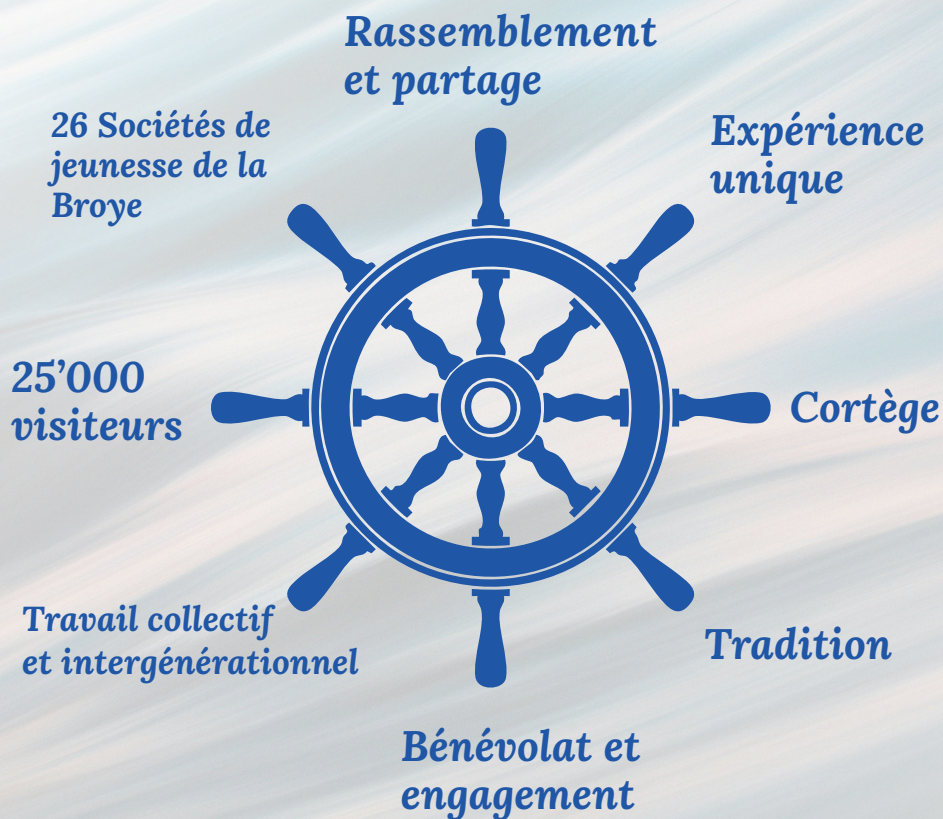 Rassemblement
et partage
26 Sociétés de
jeunesse de la
Broye
Expérience
unique
25’000
visiteurs
Cortège
Travail collectif
et intergénérationnel
Tradition
Bénévolat et
engagement